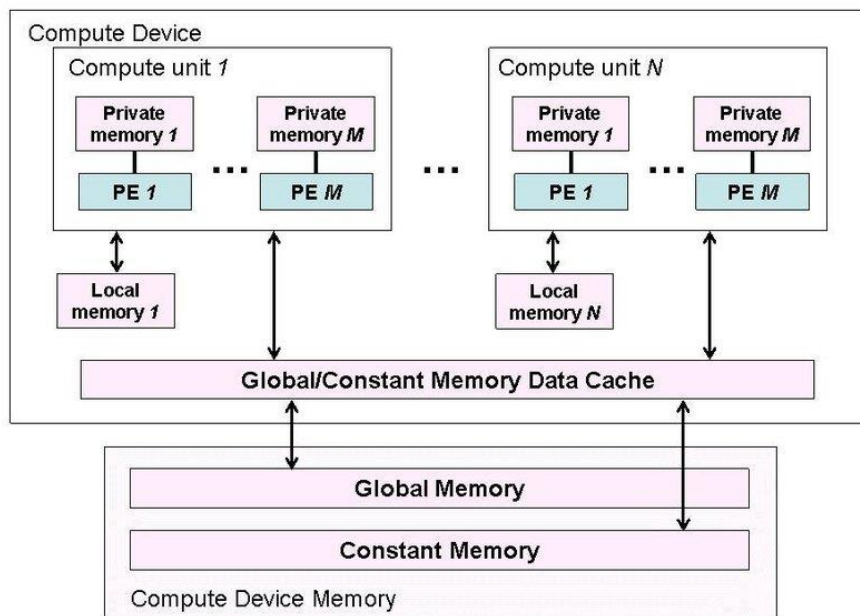 Compute Device
Compute unit 1
Compute unit N
Private
memory 1
Private
memory M
Private
memory 1
Private
memory M
...
...
...
PE 1
PE M
PE 1
PE M
Local
memory 1
Local
memory N
Global/Constant Memory Data Cache
Global Memory
Constant Memory
Compute Device Memory